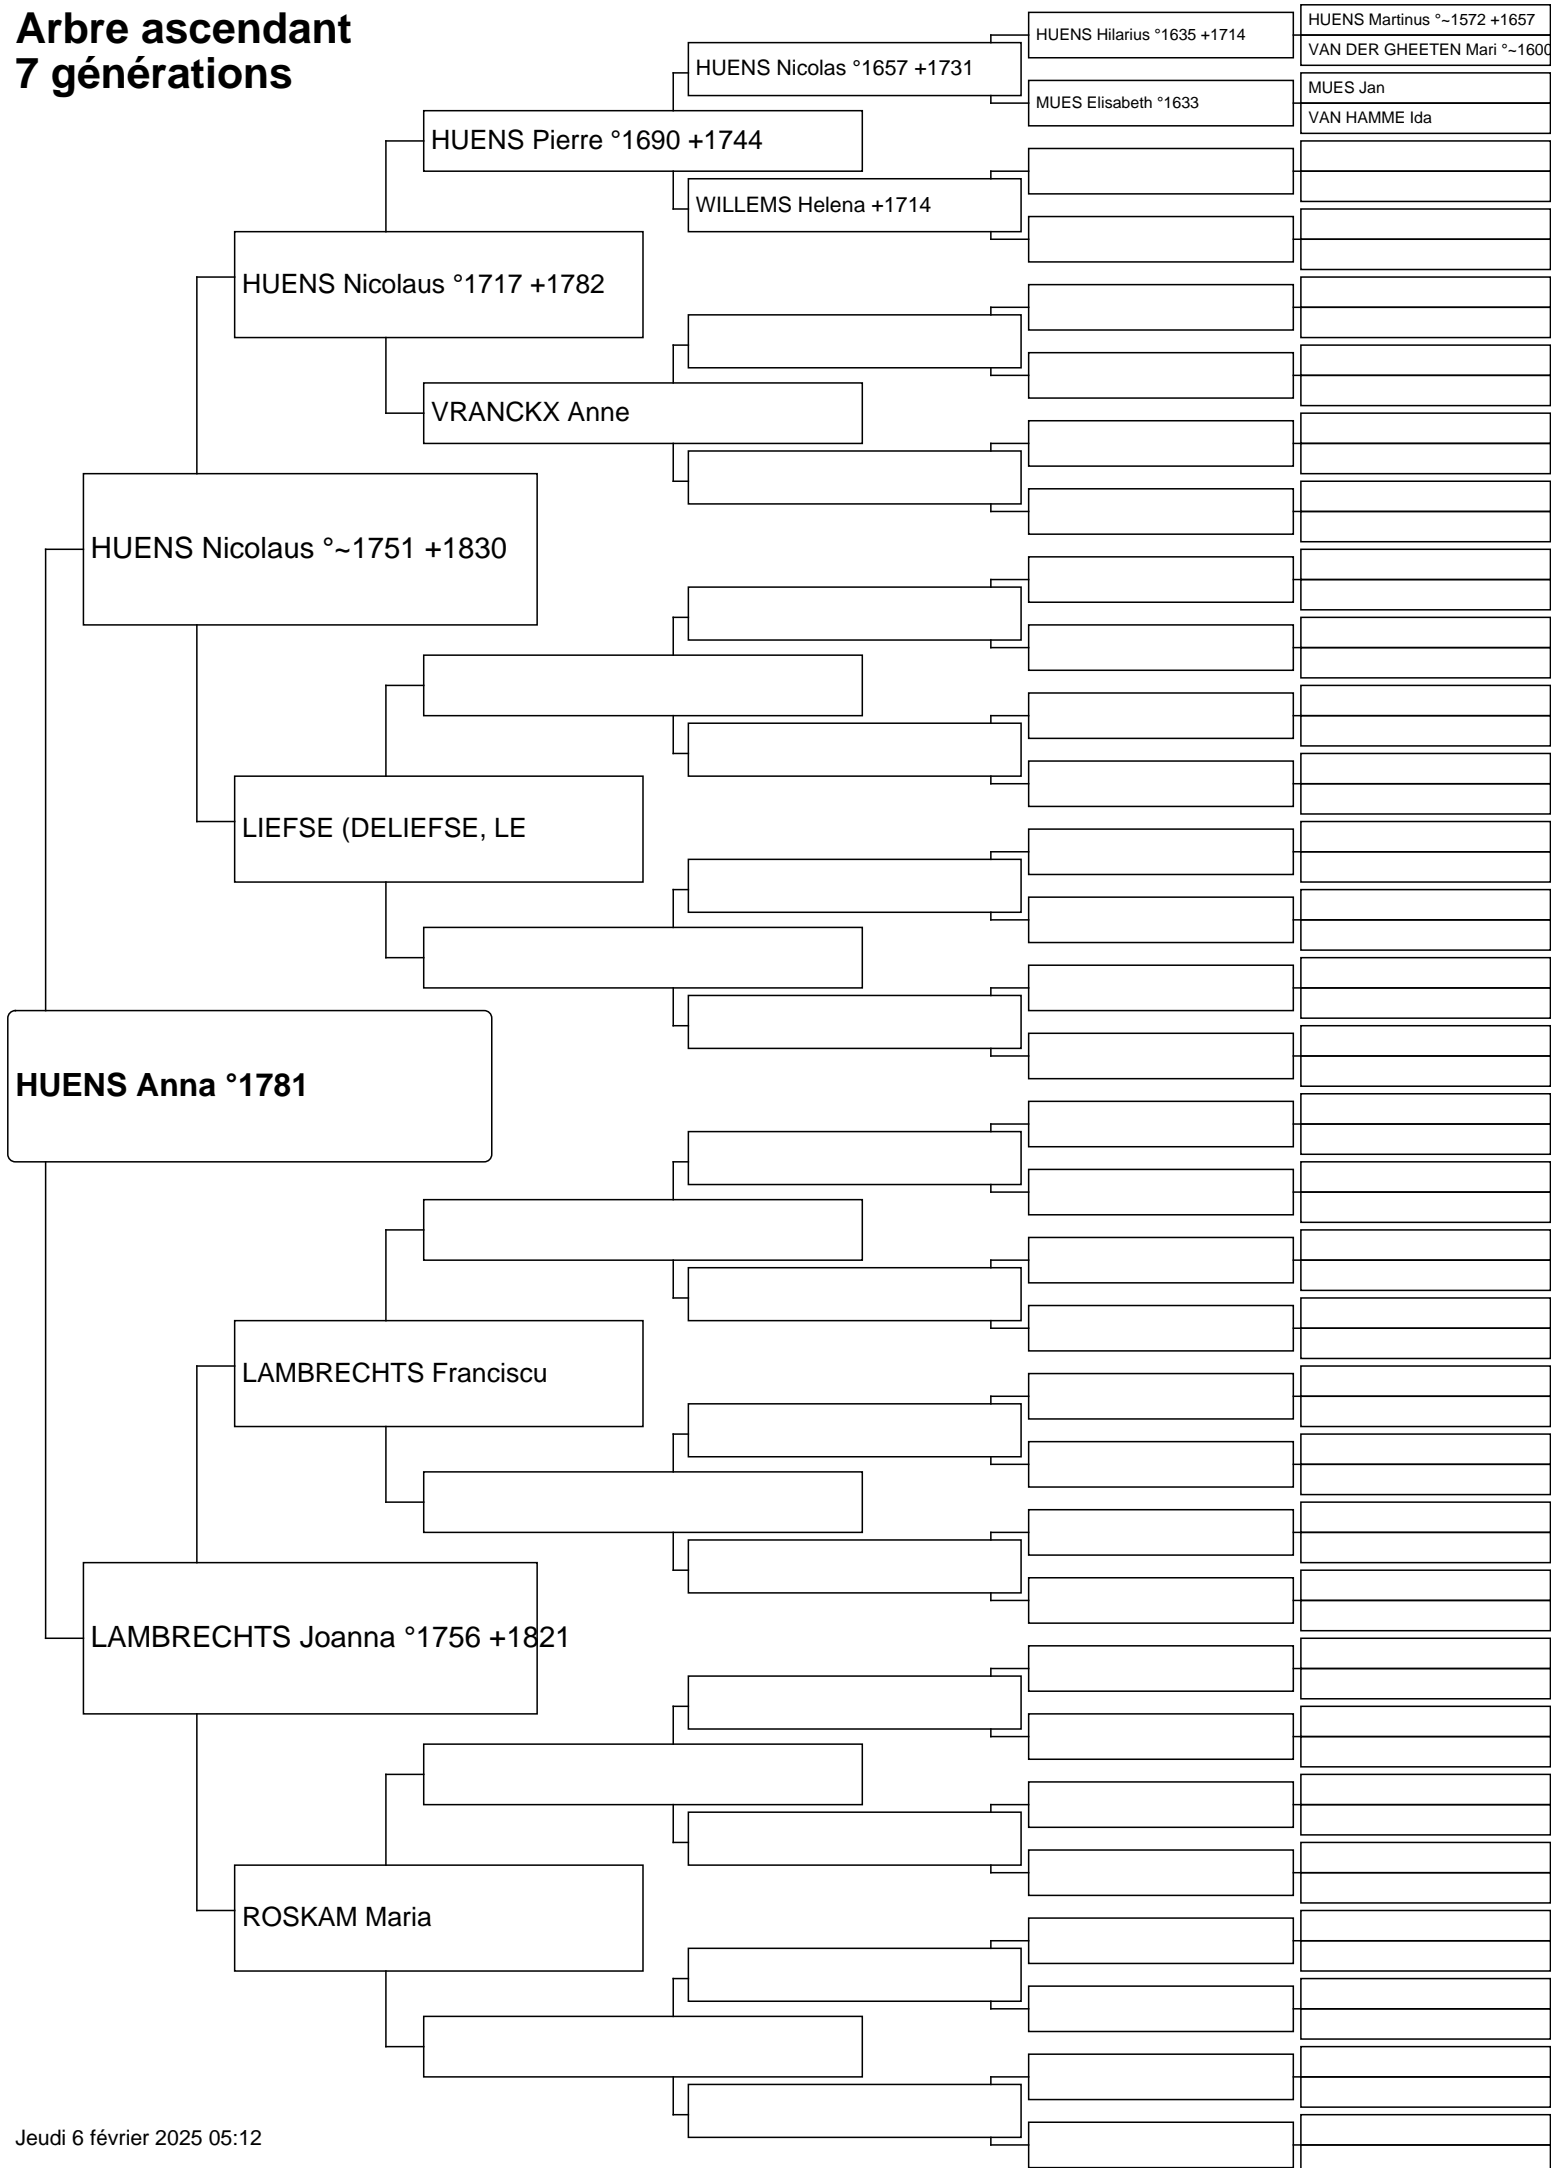 Arbre ascendant
7 générations
HUENS Martinus °~1572 +1657
HUENS Hilarius °1635 +1714
VAN DER GHEETEN Mari °~1600
HUENS Nicolas °1657 +1731
MUES Jan
MUES Elisabeth °1633
VAN HAMME Ida
HUENS Pierre °1690 +1744
WILLEMS Helena +1714
HUENS Nicolaus °1717 +1782
VRANCKX Anne
HUENS Nicolaus °~1751 +1830
LIEFSE (DELIEFSE, LE
HUENS Anna °1781
LAMBRECHTS Franciscu
LAMBRECHTS Joanna °1756 +1821
ROSKAM Maria
Jeudi 6 février 2025 05:12